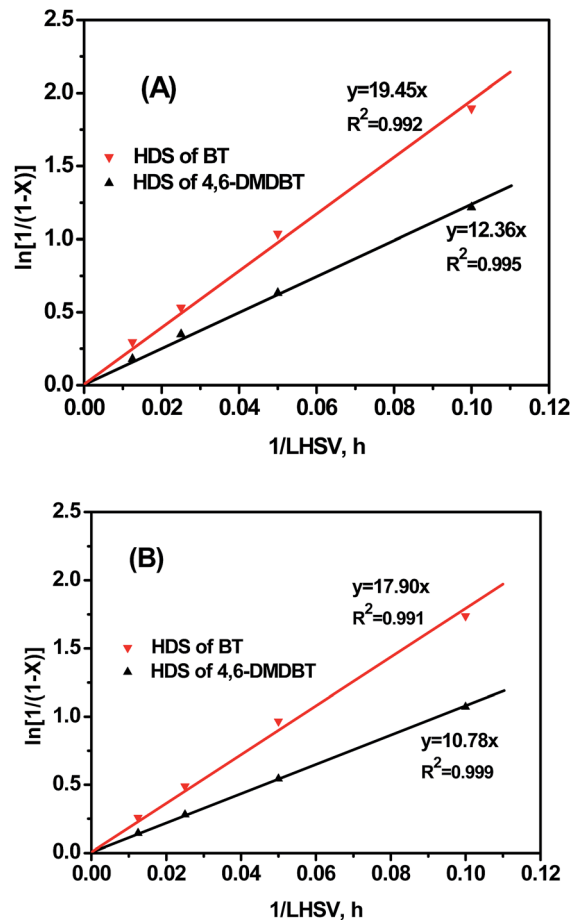 2.5
(A)
y=19.45x
R²=0.992
2.0
HDS of BT
HDS of 4,6-DMDBT
1.5
ln[1/(1-X)]
1.0
y=12.36x
R²=0.995
0.5
0.0
0.00 0.02 0.04 0.06 0.08 0.10 0.12
1/LHSV, h
2.5
(B)
y=17.90x
R²=0.991
2.0
HDS of BT
HDS of 4,6-DMDBT
1.5
ln[1/(1-X)]
1.0
y=10.78x
R²=0.999
0.5
0.0
0.00 0.02 0.04 0.06 0.08 0.10 0.12
1/LHSV, h